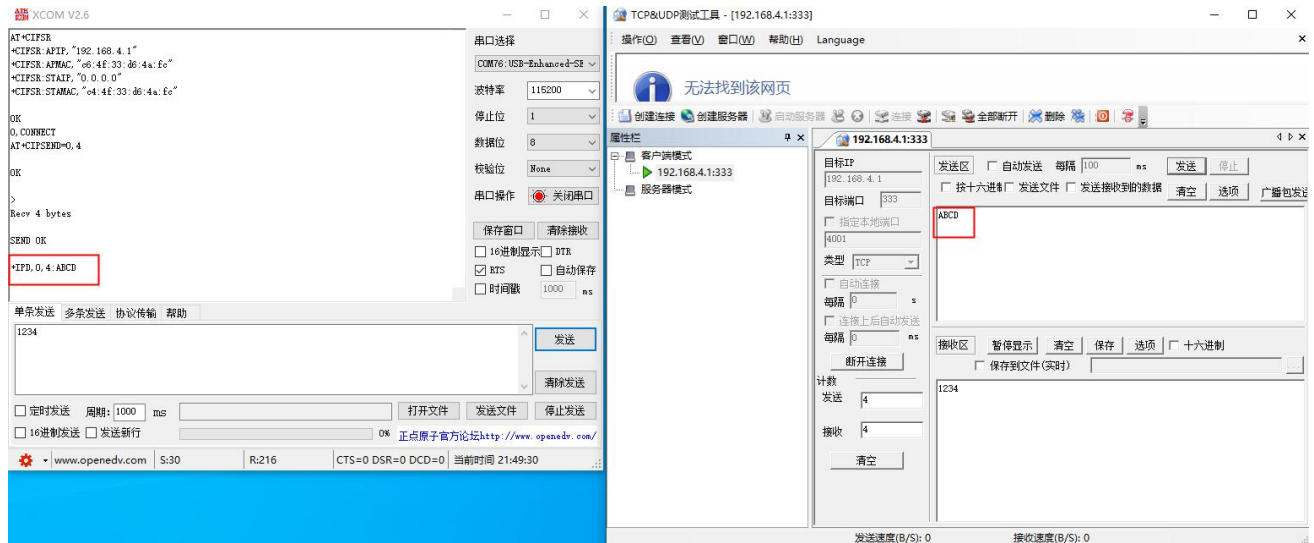 XCOM V2.6
AT+CIFSR
+CIFSR:APIP,"192.168.4.1"
+CIFSR:APMAC,"c6:4f:33:d6:4a:fc"
+CIFSR:STAIP,"0.0.0.0"
+CIFSR:STAMAC,"c4:4f:33:d6:4a:fc"
OK
0,CONNECT
AT+CIPSEND=0,4
OK
>
Recv 4 bytes
SEND OK
+IPD,0,4:ABCD
串口选择
COM76:USB-Enhanced-SE
波特率 115200
停止位 1
数据位 8
校验位 None
串口操作 关闭串口
保存窗口 清除接收
16进制显示 DTR
RTS 自动保存
时间戳 1000 ms
单条发送 多条发送 协议传输 帮助
1234
发送
清除发送
定时发送 周期: 1000 ms 打开文件 发送文件 停止发送
16进制发送 发送新行 0% 正点原子官方论坛http://www.openedv.com/
www.openedv.com S:30 R:216 CTS=0 DSR=0 DCD=0 当前时间 21:49:30
TCP&UDP测试工具 - [192.168.4.1:333]
操作(O) 查看(V) 窗口(W) 帮助(H) Language
无法找到该网页
创建连接 创建服务器 启动服务器 连接 全部断开 删除
属性栏
客户端模式
192.168.4.1:333
服务器模式
192.168.4.1:333
目标IP
192.168.4.1
目标端口 333
指定本地端口
4001
类型 TCP
自动连接
每隔 0 s
连接上后自动发送
每隔 0 ms
断开连接
计数
发送 4
接收 4
清空
发送区 自动发送 每隔 100 ms 发送 停止
按十六进制 发送文件 发送接收到的数据 清空 选项 广播包发送
ABCD
接收区 暂停显示 清空 保存 选项 十六进制
保存到文件(实时)
1234
发送速度(B/S): 0 接收速度(B/S): 0